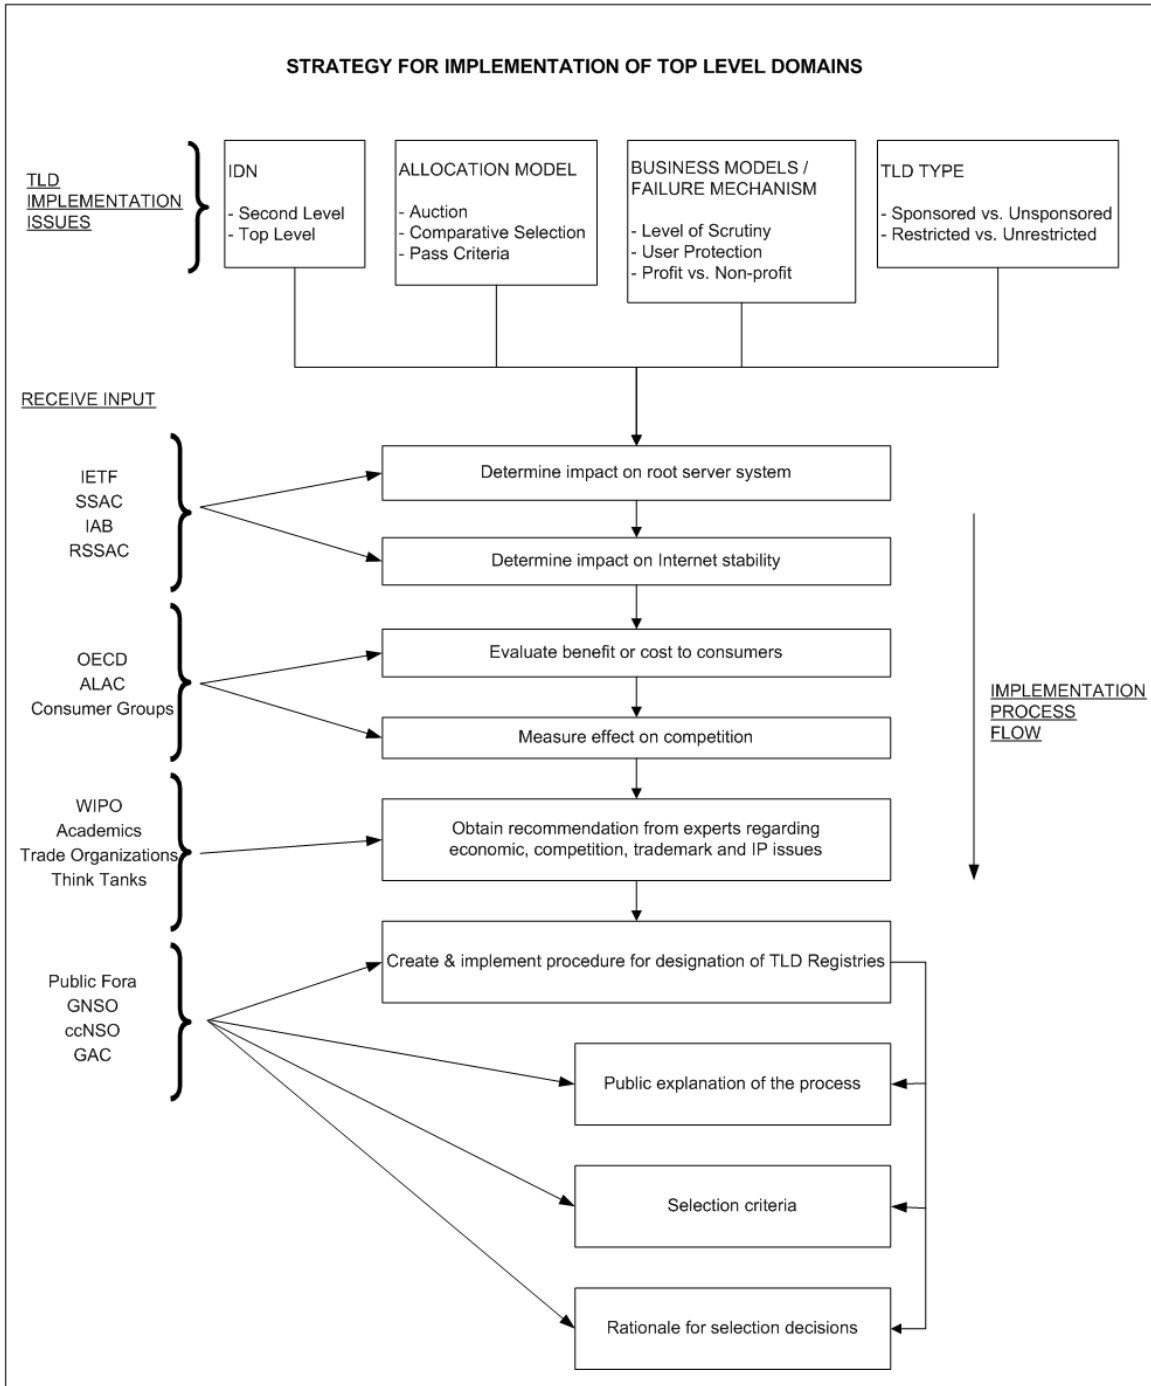 STRATEGY FOR IMPLEMENTATION OF TOP LEVEL DOMAINS
TLD
IMPLEMENTATION
ISSUES
IDN
- Second Level
- Top Level
ALLOCATION MODEL
- Auction
- Comparative Selection
- Pass Criteria
BUSINESS MODELS /
FAILURE MECHANISM
- Level of Scrutiny
- User Protection
- Profit vs. Non-profit
TLD TYPE
- Sponsored vs. Unsponsored
- Restricted vs. Unrestricted
RECEIVE INPUT
IETF
SSAC
IAB
RSSAC
Determine impact on root server system
Determine impact on Internet stability
OECD
ALAC
Consumer Groups
Evaluate benefit or cost to consumers
Measure effect on competition
IMPLEMENTATION
PROCESS
FLOW
WIPO
Academics
Trade Organizations
Think Tanks
Obtain recommendation from experts regarding
economic, competition, trademark and IP issues
Public Fora
GNSO
ccNSO
GAC
Create & implement procedure for designation of TLD Registries
Public explanation of the process
Selection criteria
Rationale for selection decisions